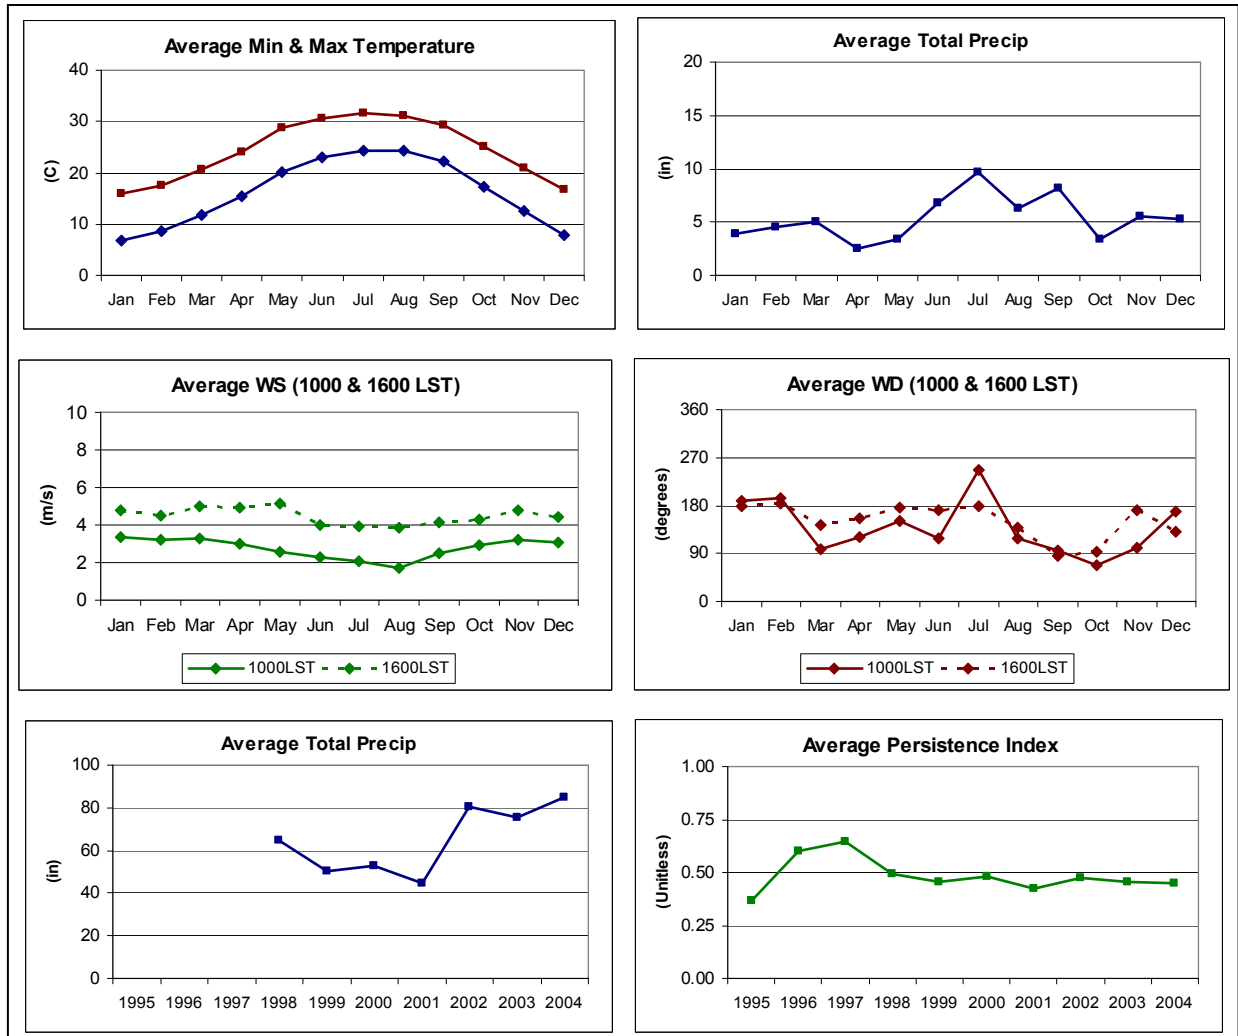 Average Min & Max Temperature
40
30
20
10
0
(C)
Jan Feb Mar Apr May Jun Jul Aug Sep Oct Nov Dec
Average Total Precip
20
15
10
5
0
(in)
Jan Feb Mar Apr May Jun Jul Aug Sep Oct Nov Dec
Average WS (1000 & 1600 LST)
10
8
6
4
2
0
(m/s)
Jan Feb Mar Apr May Jun Jul Aug Sep Oct Nov Dec
1000LST 1600LST
Average WD (1000 & 1600 LST)
360
270
180
90
0
(degrees)
Jan Feb Mar Apr May Jun Jul Aug Sep Oct Nov Dec
1000LST 1600LST
Average Total Precip
100
80
60
40
20
0
(in)
1995 1996 1997 1998 1999 2000 2001 2002 2003 2004
Average Persistence Index
1.00
0.75
0.50
0.25
0.00
(Unitless)
1995 1996 1997 1998 1999 2000 2001 2002 2003 2004